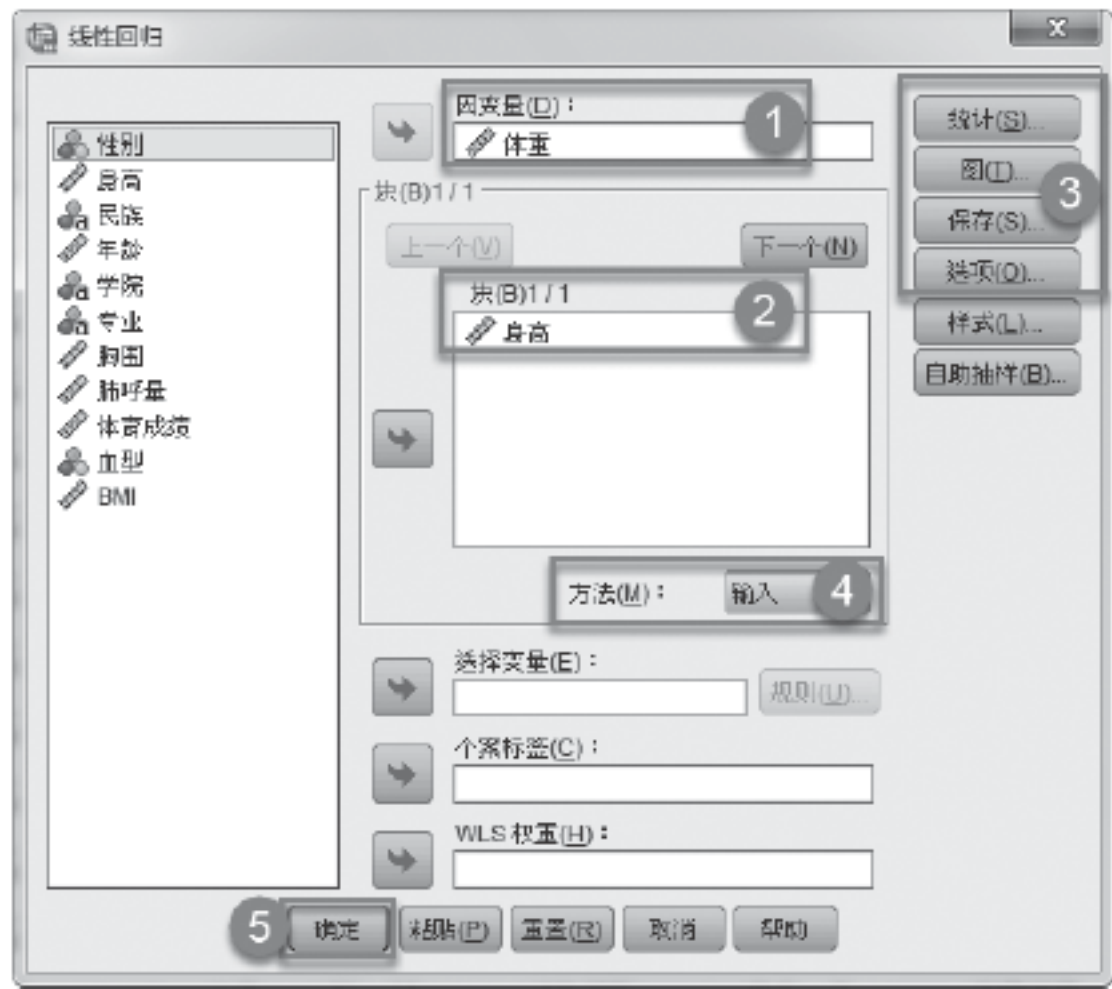 线性回归
x
性别
身高
民族
年龄
学院
专业
胸围
肺呼量
体育成绩
血型
BMI
因变量(D)：
1
体重
块(B)1 / 1
上一个(V)
下一个(N)
块(B)1 / 1
2
身高
方法(M)：
输入
4
选择变量(E)：
规则(U)...
个案标签(C)：
WLS 权重(H)：
统计(S)...
图(T)...
3
保存(S)...
选项(O)...
样式(L)...
自助抽样(B)...
5
确定
粘贴(P)
重置(R)
取消
帮助